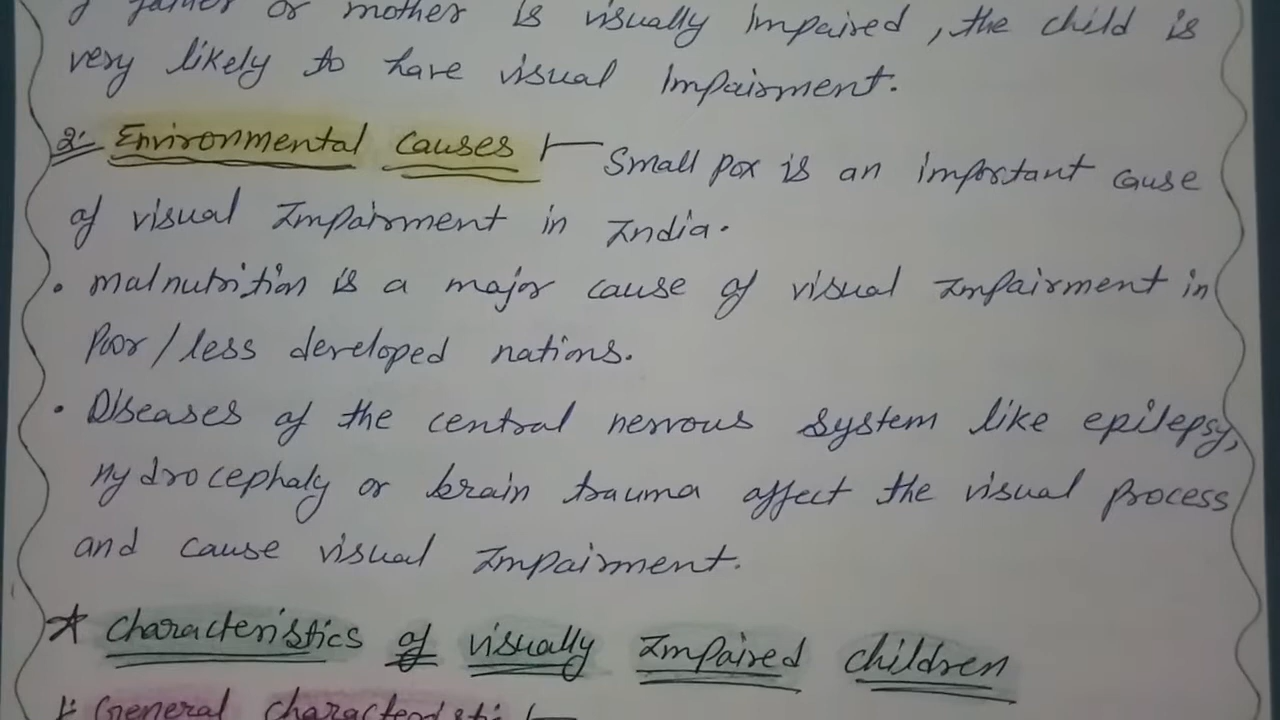 father or mother is visually Impaired, the child is
very likely to have visual Impairment.
2. Environmental Causes :- Small pox is an important cause
of visual Impairment in India.
• Malnutrition is a major cause of visual Impairment in
Poor/less developed nations.
• Diseases of the central nervous system like epilepsy,
Hydrocephaly or brain trauma affect the visual process
and cause visual Impairment.
* Characteristics of visually Impaired children
1. General characteristic :-